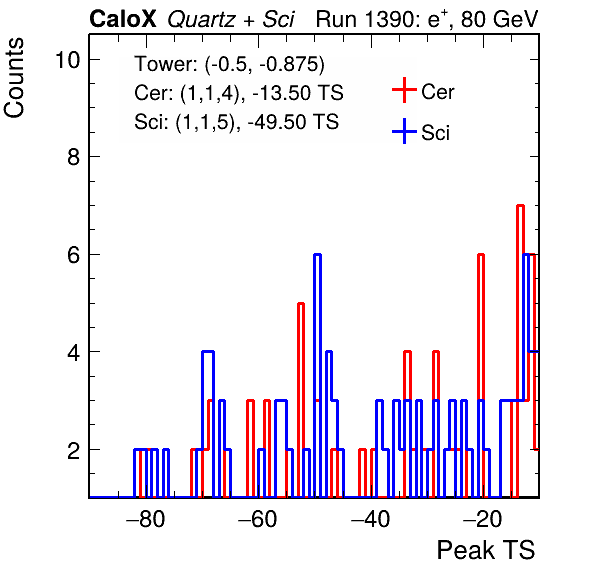 CaloX Quartz + Sci Run 1390: e⁺, 80 GeV
Counts
Tower: (-0.5, -0.875)
Cer: (1,1,4), -13.50 TS
Sci: (1,1,5), -49.50 TS
Cer
Sci
10
8
6
4
2
−80 −60 −40 −20
Peak TS